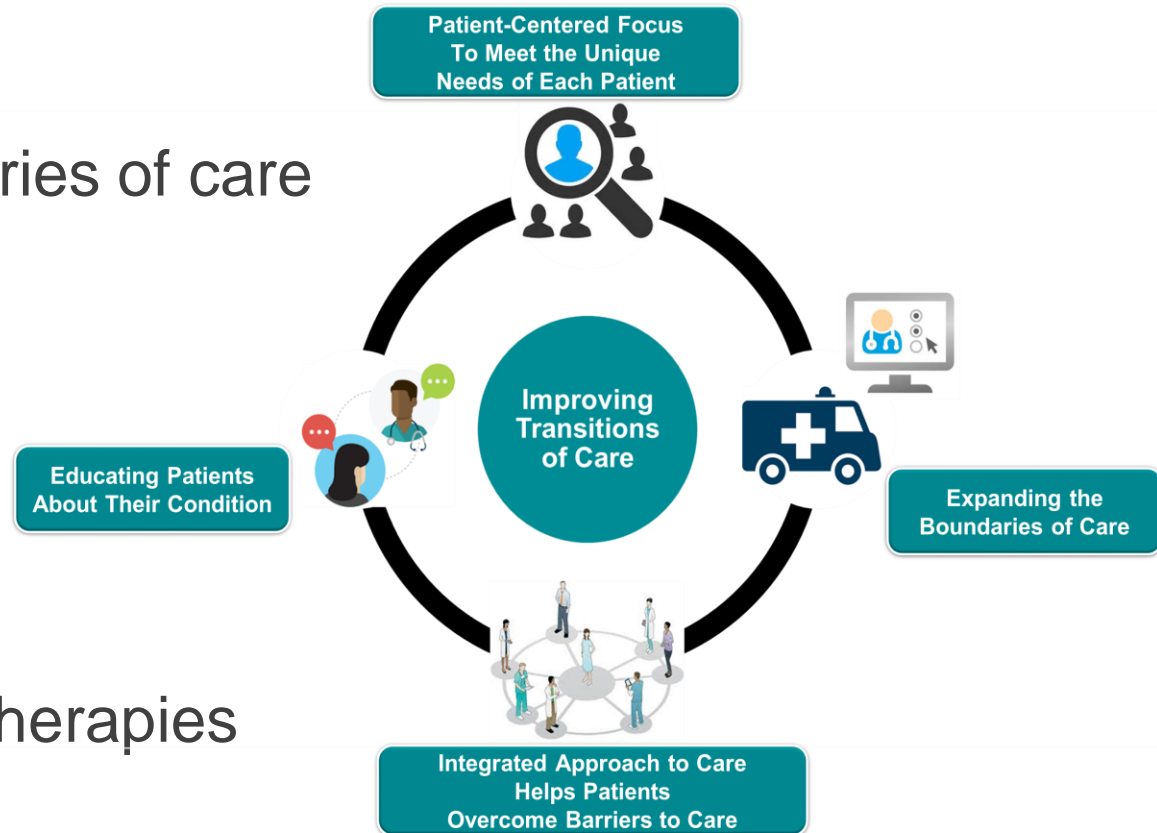 Patient-Centered Focus
To Meet the Unique
Needs of Each Patient
ries of care
Improving
Transitions
of Care
Educating Patients
About Their Condition
Expanding the
Boundaries of Care
herapies
Integrated Approach to Care
Helps Patients
Overcome Barriers to Care